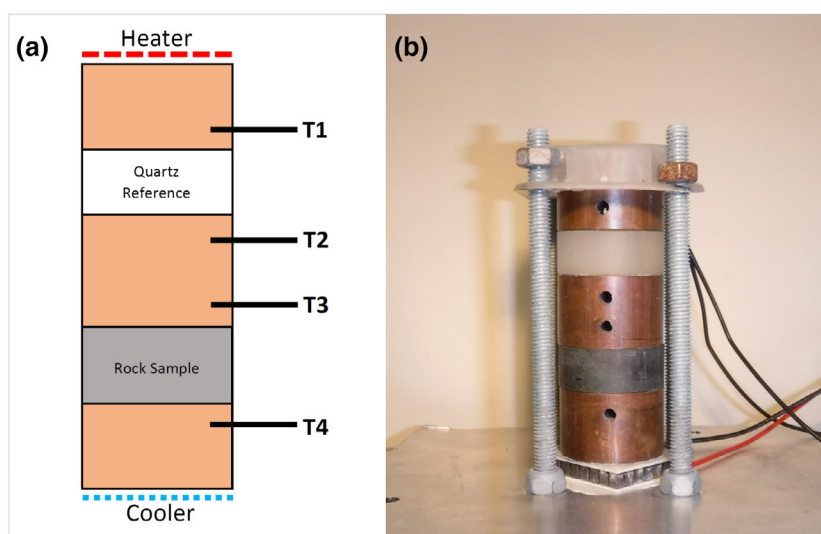 (a)
Heater
T1
Quartz
Reference
T2
T3
Rock Sample
T4
Cooler
(b)